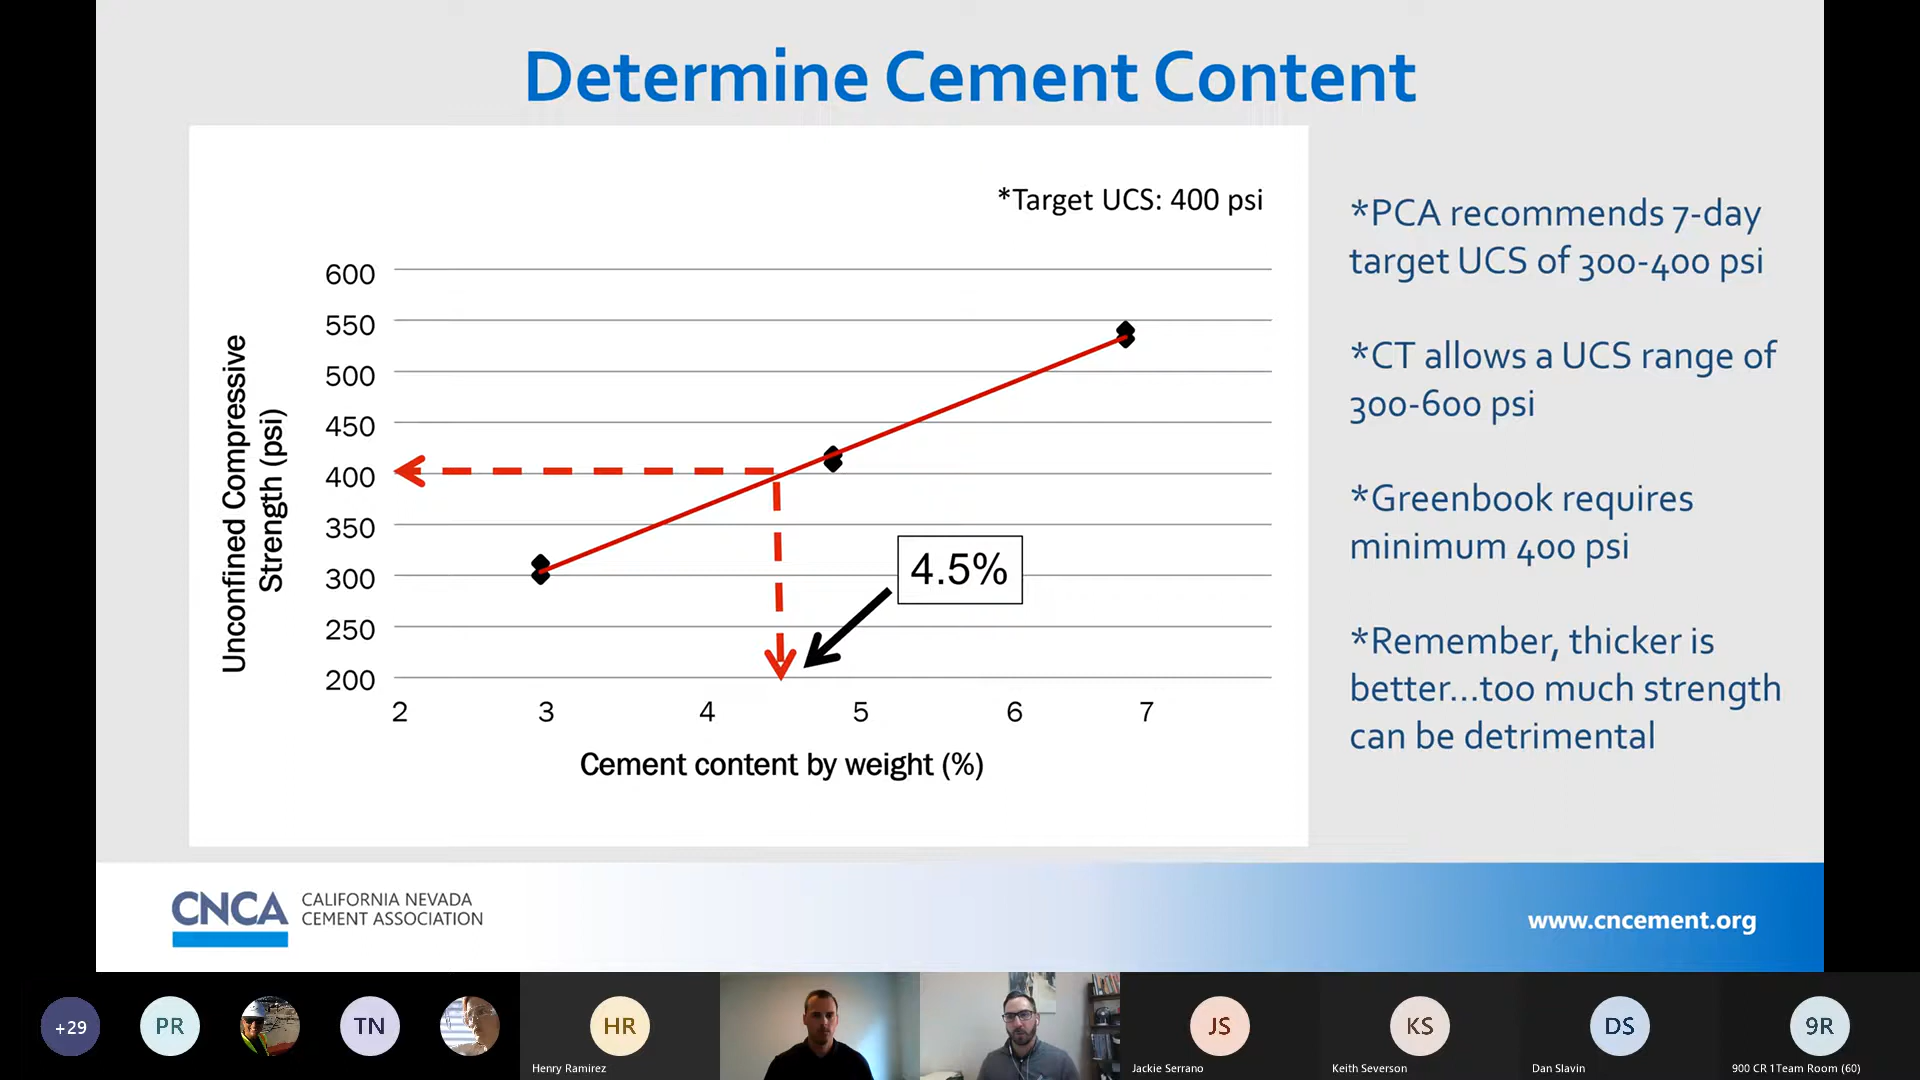 Determine Cement Content
*Target UCS: 400 psi
600
550
500
450
400
350
300
250
200
Unconfined Compressive
Strength (psi)
4.5%
2 3 4 5 6 7
Cement content by weight (%)
*PCA recommends 7-day
target UCS of 300-400 psi
*CT allows a UCS range of
300-600 psi
*Greenbook requires
minimum 400 psi
*Remember, thicker is
better...too much strength
can be detrimental
CNCA
CALIFORNIA NEVADA
CEMENT ASSOCIATION
www.cncement.org
+29
PR
TN
HR
JS
KS
DS
9R
Henry Ramirez
Jackie Serrano
Keith Severson
Dan Slavin
900 CR 1Team Room (60)